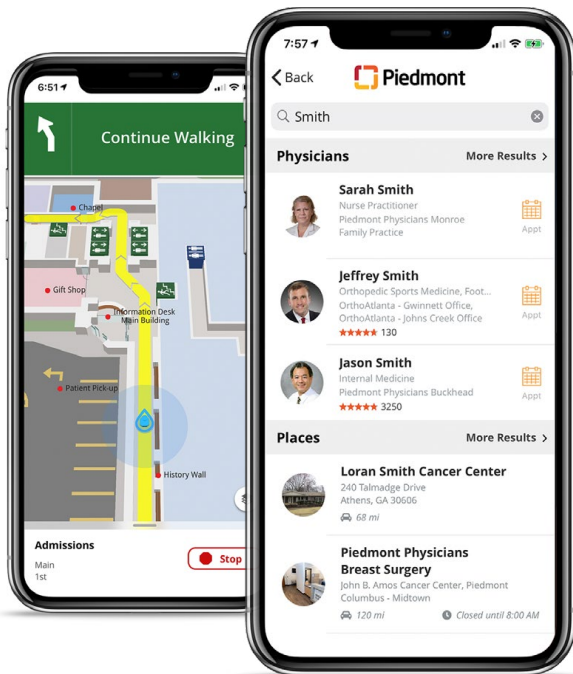 6:51
Continue Walking
Chapel
Gift Shop
Information Desk
Main Building
Patient Pick-up
History Wall
Admissions
Main
1st
Stop
7:57
Back
Piedmont
Smith
Physicians
More Results
Sarah Smith
Nurse Practitioner
Piedmont Physicians Monroe
Family Practice
Appt
Jeffrey Smith
Orthopedic Sports Medicine, Foot...
OrthoAtlanta - Gwinnett Office,
OrthoAtlanta - Johns Creek Office
130
Appt
Jason Smith
Internal Medicine
Piedmont Physicians Buckhead
3250
Appt
Places
More Results
Loran Smith Cancer Center
240 Talmadge Drive
Athens, GA 30606
68 mi
Piedmont Physicians
Breast Surgery
John B. Amos Cancer Center, Piedmont
Columbus - Midtown
120 mi
Closed until 8:00 AM